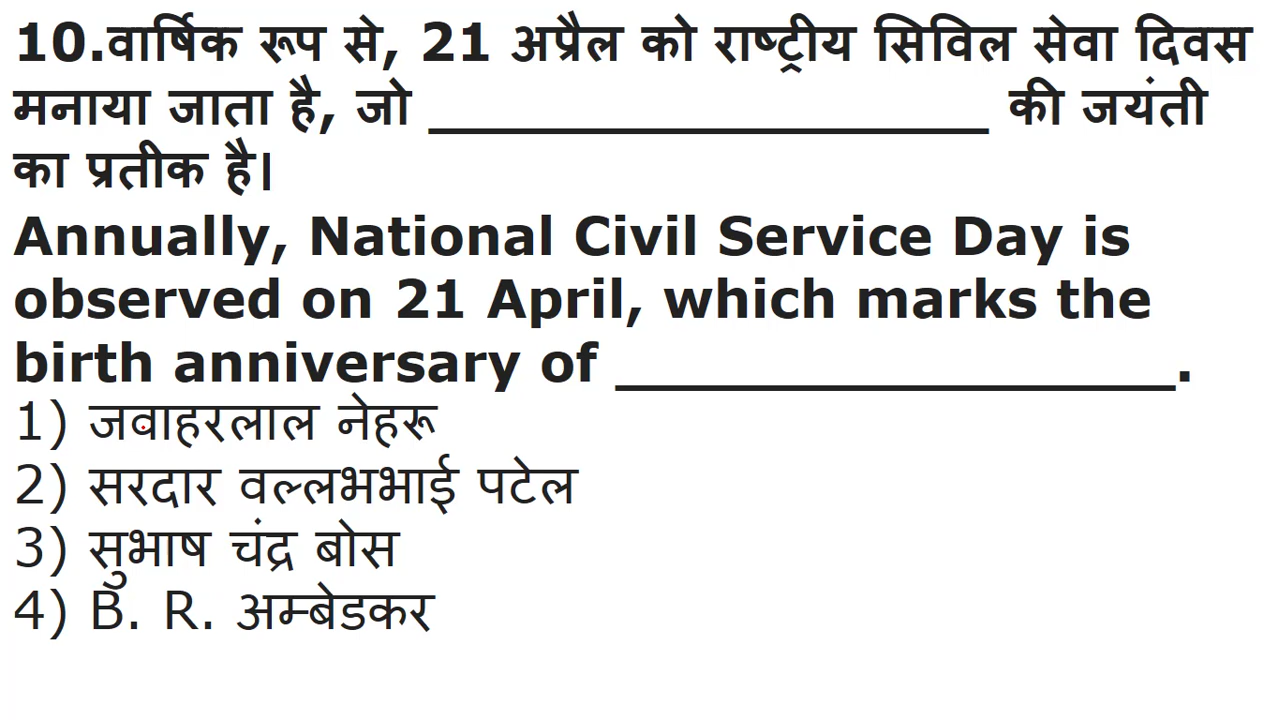 10.वार्षिक रूप से, 21 अप्रैल को राष्ट्रीय सिविल सेवा दिवस
मनाया जाता है, जो ____________________ की जयंती
का प्रतीक है।
Annually, National Civil Service Day is
observed on 21 April, which marks the
birth anniversary of ____________________.
1) जवाहरलाल नेहरू
2) सरदार वल्लभभाई पटेल
3) सुभाष चंद्र बोस
4) B. R. अम्बेडकर